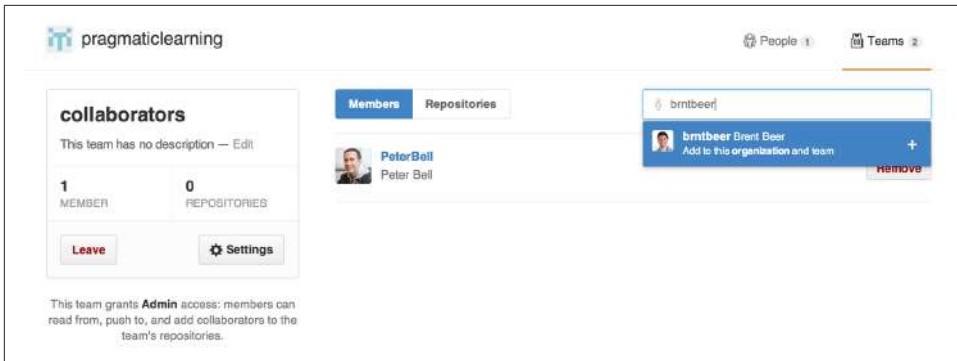 pragmaticlearning
People 1
Teams 2
collaborators
This team has no description — Edit
1
MEMBER
0
REPOSITORIES
Leave
Settings
This team grants Admin access: members can
read from, push to, and add collaborators to the
team's repositories.
Members
Repositories
PeterBell
Peter Bell
brntbeer
brntbeer Brent Beer
Add to this organization and team
+
Remove